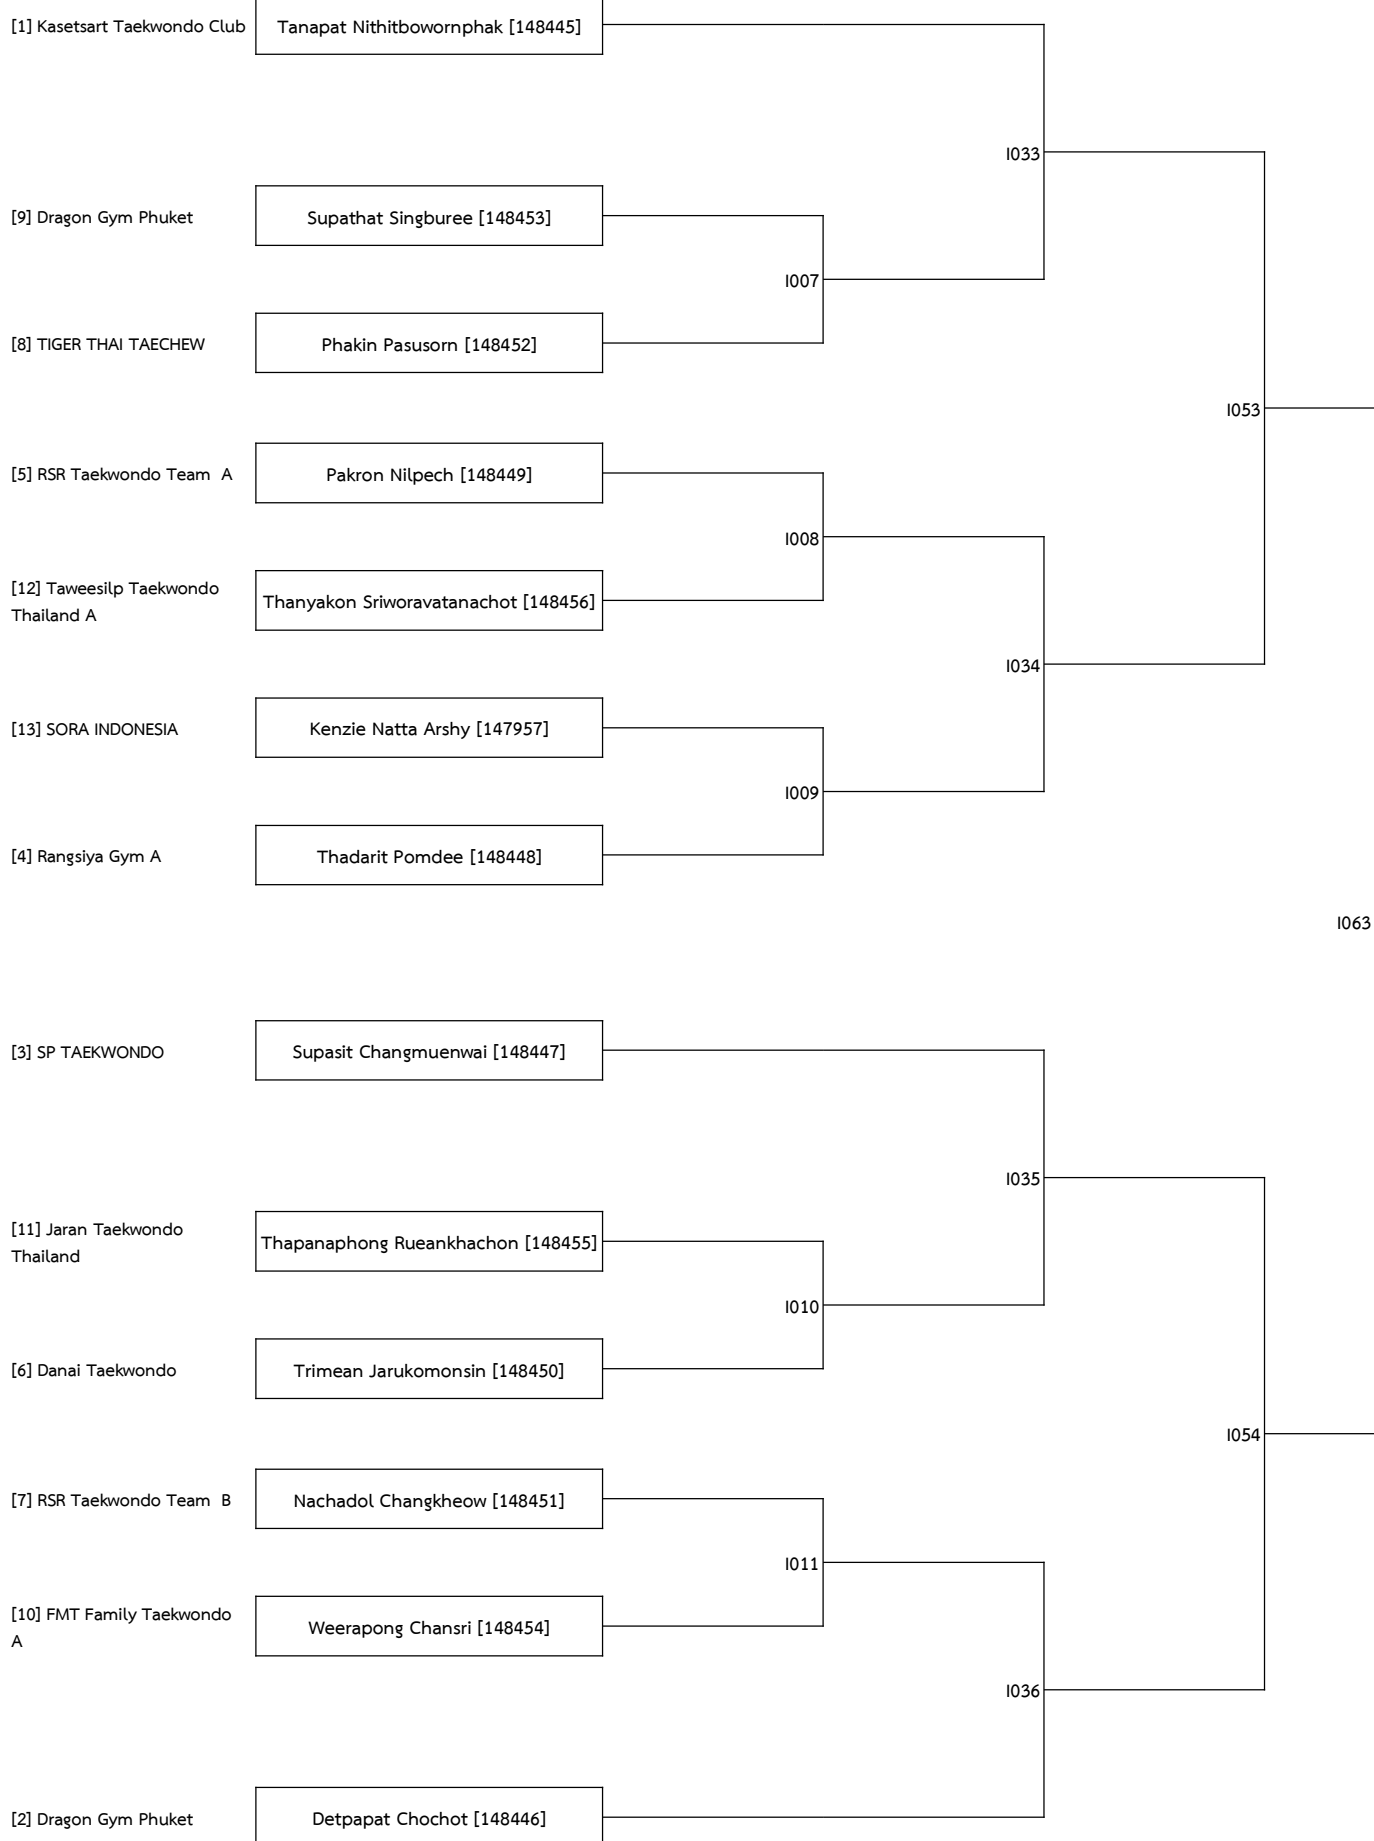 [1] Kasetsart Taekwondo Club
Tanapat Nithitbowornphak [148445]
I033
[9] Dragon Gym Phuket
Supathat Singburee [148453]
I007
[8] TIGER THAI TAECHEW
Phakin Pasusorn [148452]
I053
[5] RSR Taekwondo Team  A
Pakron Nilpech [148449]
I008
[12] Taweesilp Taekwondo
Thailand A
Thanyakon Sriworavatanachot [148456]
I034
[13] SORA INDONESIA
Kenzie Natta Arshy [147957]
I009
[4] Rangsiya Gym A
Thadarit Pomdee [148448]
I063
[3] SP TAEKWONDO
Supasit Changmuenwai [148447]
I035
[11] Jaran Taekwondo
Thailand
Thapanaphong Rueankhachon [148455]
I010
[6] Danai Taekwondo
Trimean Jarukomonsin [148450]
I054
[7] RSR Taekwondo Team  B
Nachadol Changkheow [148451]
I011
[10] FMT Family Taekwondo
A
Weerapong Chansri [148454]
I036
[2] Dragon Gym Phuket
Detpapat Chochot [148446]